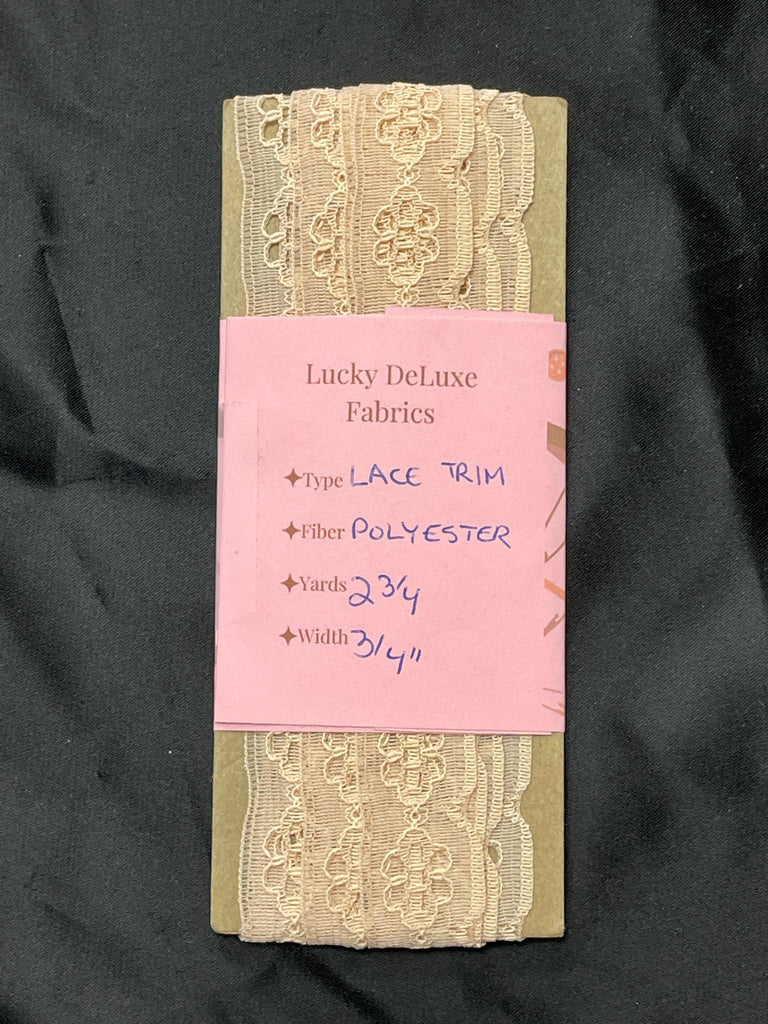 Lucky DeLuxe
Fabrics
✦Type LACE TRIM
✦Fiber POLYESTER
✦Yards 2 3/4
✦Width 3/4"